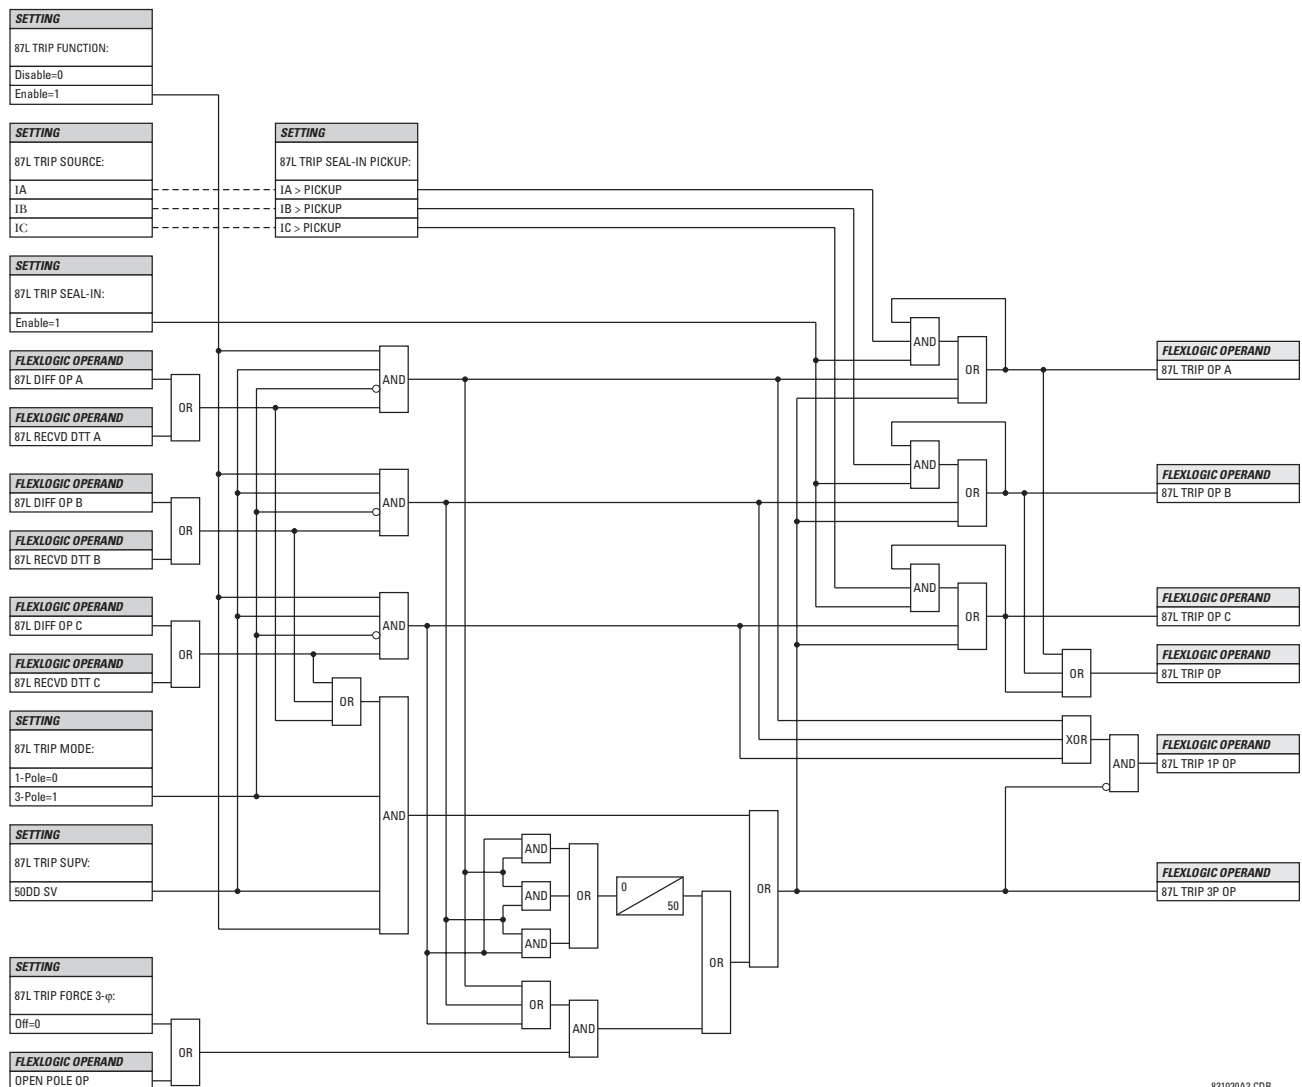 SETTING
87L TRIP FUNCTION:
Disable=0
Enable=1
SETTING
87L TRIP SOURCE:
IA
IB
IC
SETTING
87L TRIP SEAL-IN PICKUP:
IA > PICKUP
IB > PICKUP
IC > PICKUP
SETTING
87L TRIP SEAL-IN:
Enable=1
FLEXLOGIC OPERAND
87L DIFF OP A
FLEXLOGIC OPERAND
87L RECVD DTT A
OR
AND
FLEXLOGIC OPERAND
87L DIFF OP B
FLEXLOGIC OPERAND
87L RECVD DTT B
OR
AND
FLEXLOGIC OPERAND
87L DIFF OP C
FLEXLOGIC OPERAND
87L RECVD DTT C
OR
AND
OR
SETTING
87L TRIP MODE:
1-Pole=0
3-Pole=1
SETTING
87L TRIP SUPV:
50DD SV
AND
SETTING
87L TRIP FORCE 3-φ:
Off=0
FLEXLOGIC OPERAND
OPEN POLE OP
OR
AND
AND
AND
OR
0
50
OR
AND
OR
OR
AND
OR
FLEXLOGIC OPERAND
87L TRIP OP A
AND
OR
FLEXLOGIC OPERAND
87L TRIP OP B
AND
OR
FLEXLOGIC OPERAND
87L TRIP OP C
OR
FLEXLOGIC OPERAND
87L TRIP OP
XOR
AND
FLEXLOGIC OPERAND
87L TRIP 1P OP
FLEXLOGIC OPERAND
87L TRIP 3P OP
831020A3.CDR